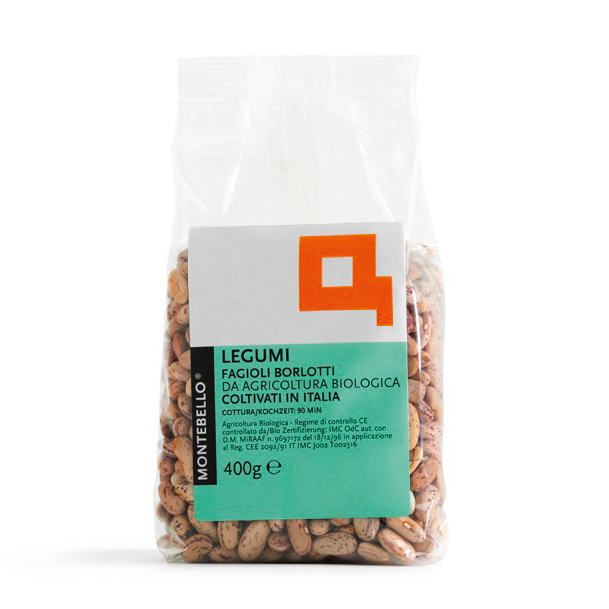 LEGUMI
FAGIOLI BORLOTTI
DA AGRICOLTURA BIOLOGICA
COLTIVATI IN ITALIA
COTTURA/KOCHZEIT: 90 MIN
Agricoltura Biologica - Regime di controllo CE
controllato da/Bio Zertifizierung: IMC OdC aut. con
D.M. MiRAAF n. 9697172 del 18/12/96 in applicazione
al Reg. CEE 2092/91 IT IMC J002 T002316
400g ℮
MONTEBELLO®